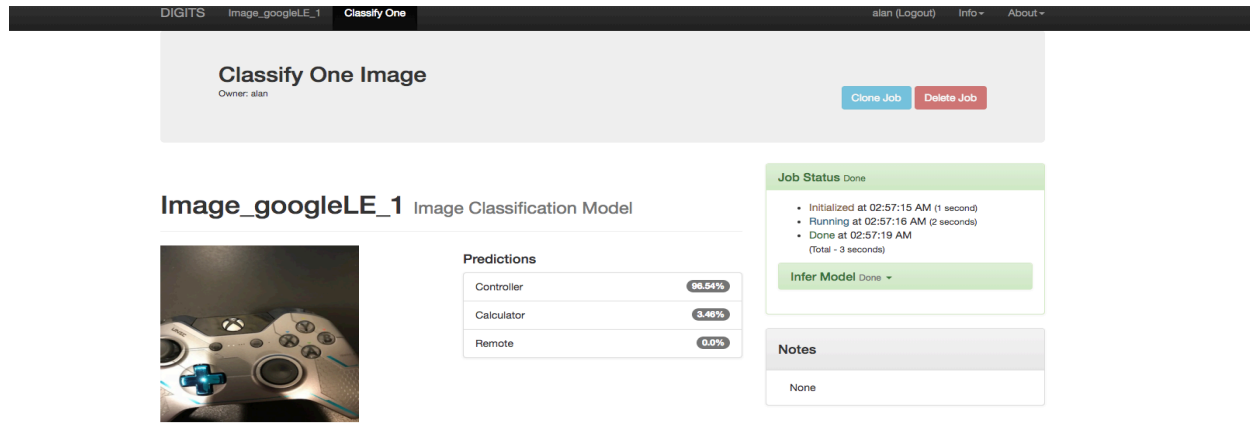 DIGITS Image_googleLE_1 Classify One alan (Logout) Info About
Classify One Image
Owner: alan
Clone Job Delete Job
Image_googleLE_1 Image Classification Model
Predictions
Controller 96.54%
Calculator 3.46%
Remote 0.0%
Job Status Done
Initialized at 02:57:15 AM (1 second)
Running at 02:57:16 AM (2 seconds)
Done at 02:57:19 AM
(Total - 3 seconds)
Infer Model Done
Notes
None